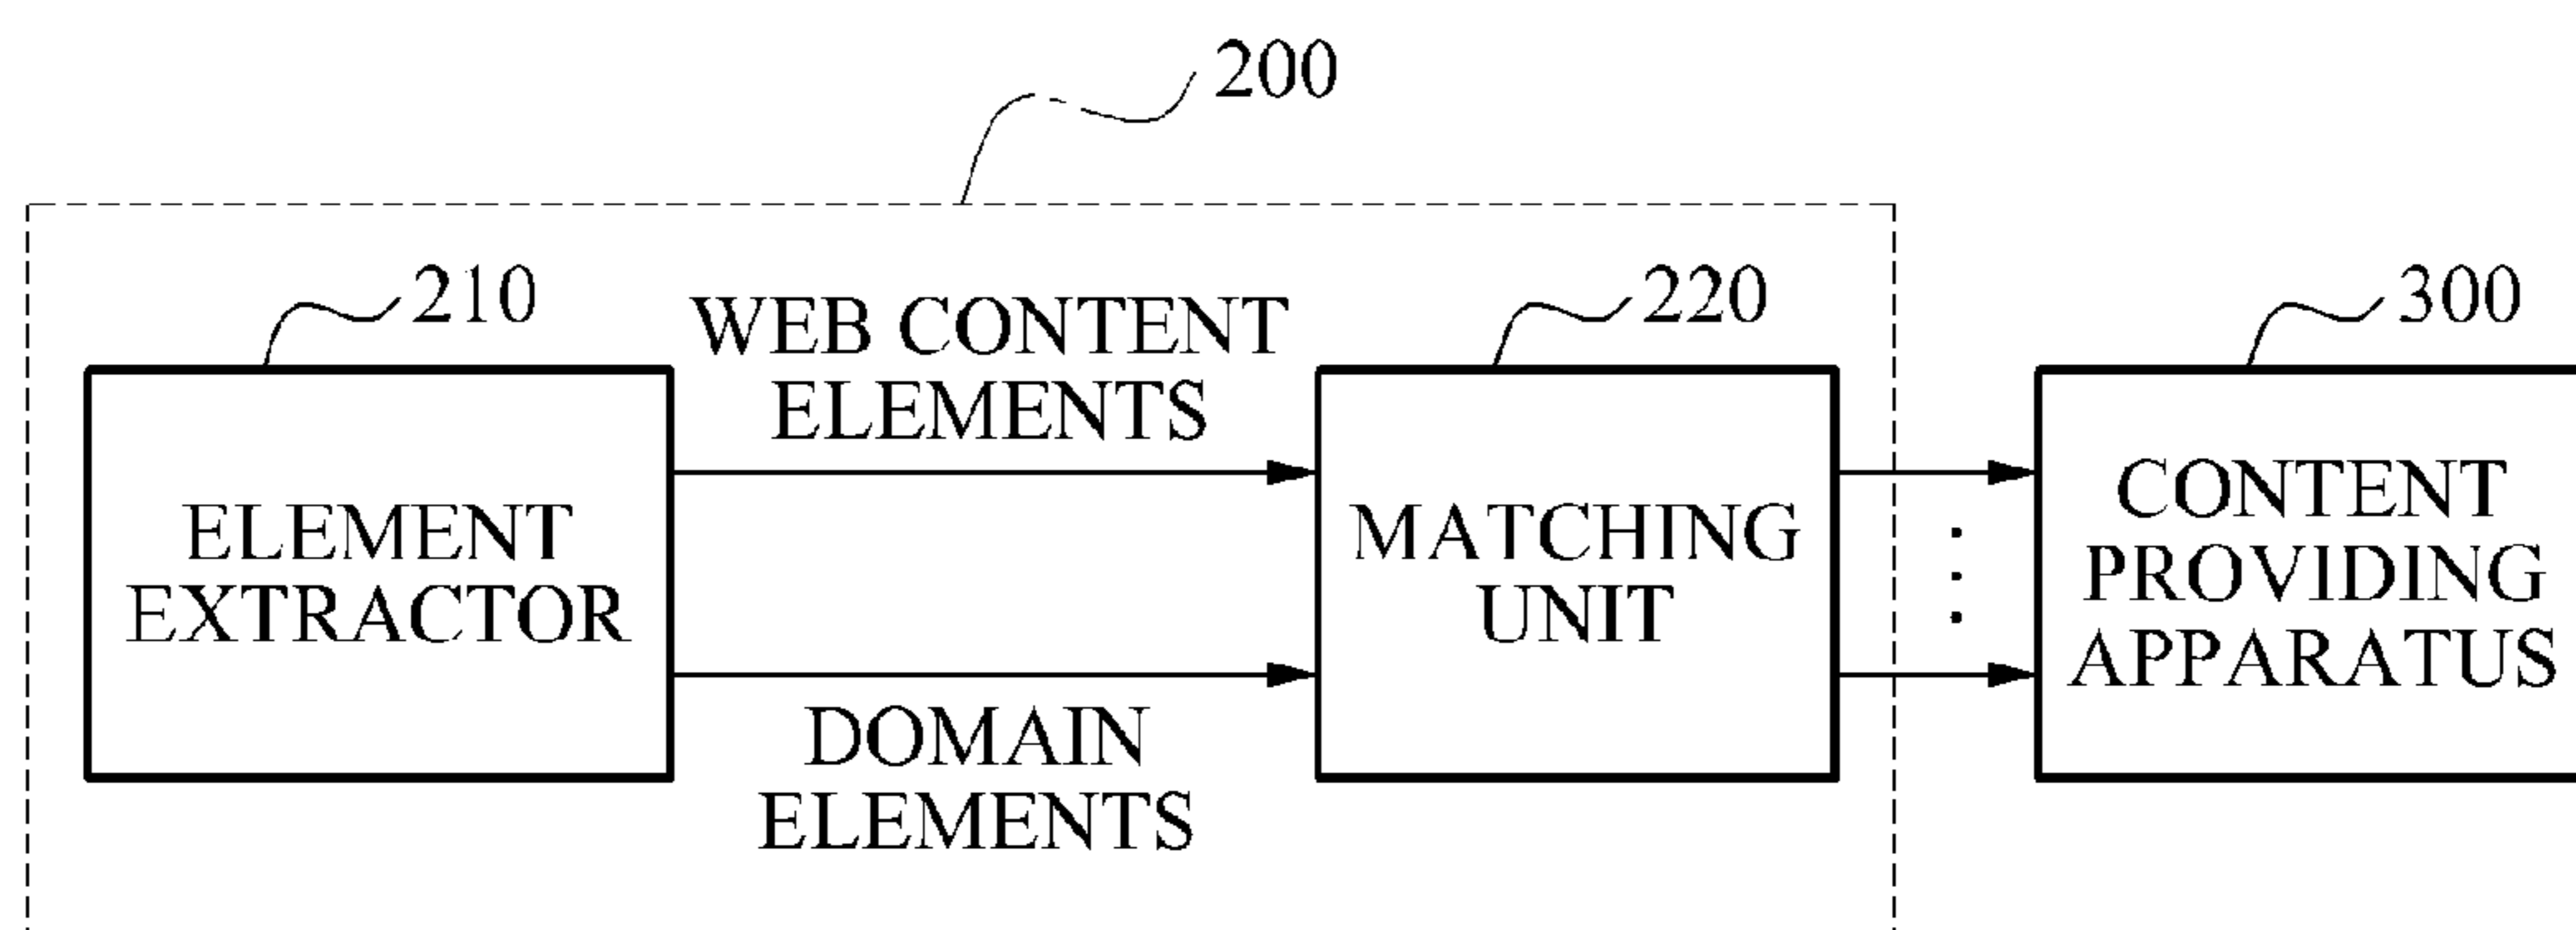 200
210
WEB CONTENT
ELEMENTS
220
300
ELEMENT
EXTRACTOR
MATCHING
UNIT
CONTENT
PROVIDING
APPARATUS
DOMAIN
ELEMENTS